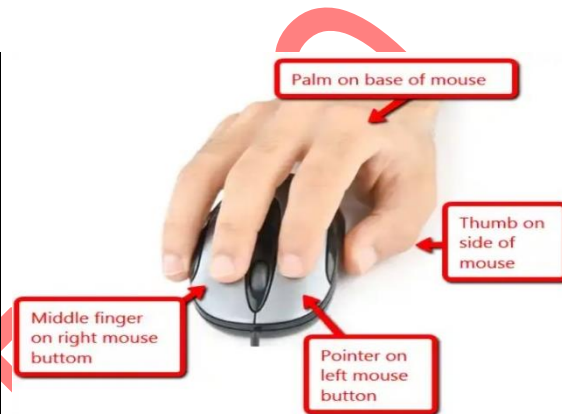 Palm on base of mouse
Thumb on
side of
mouse
Middle finger
on right mouse
buttom
Pointer on
left mouse
button